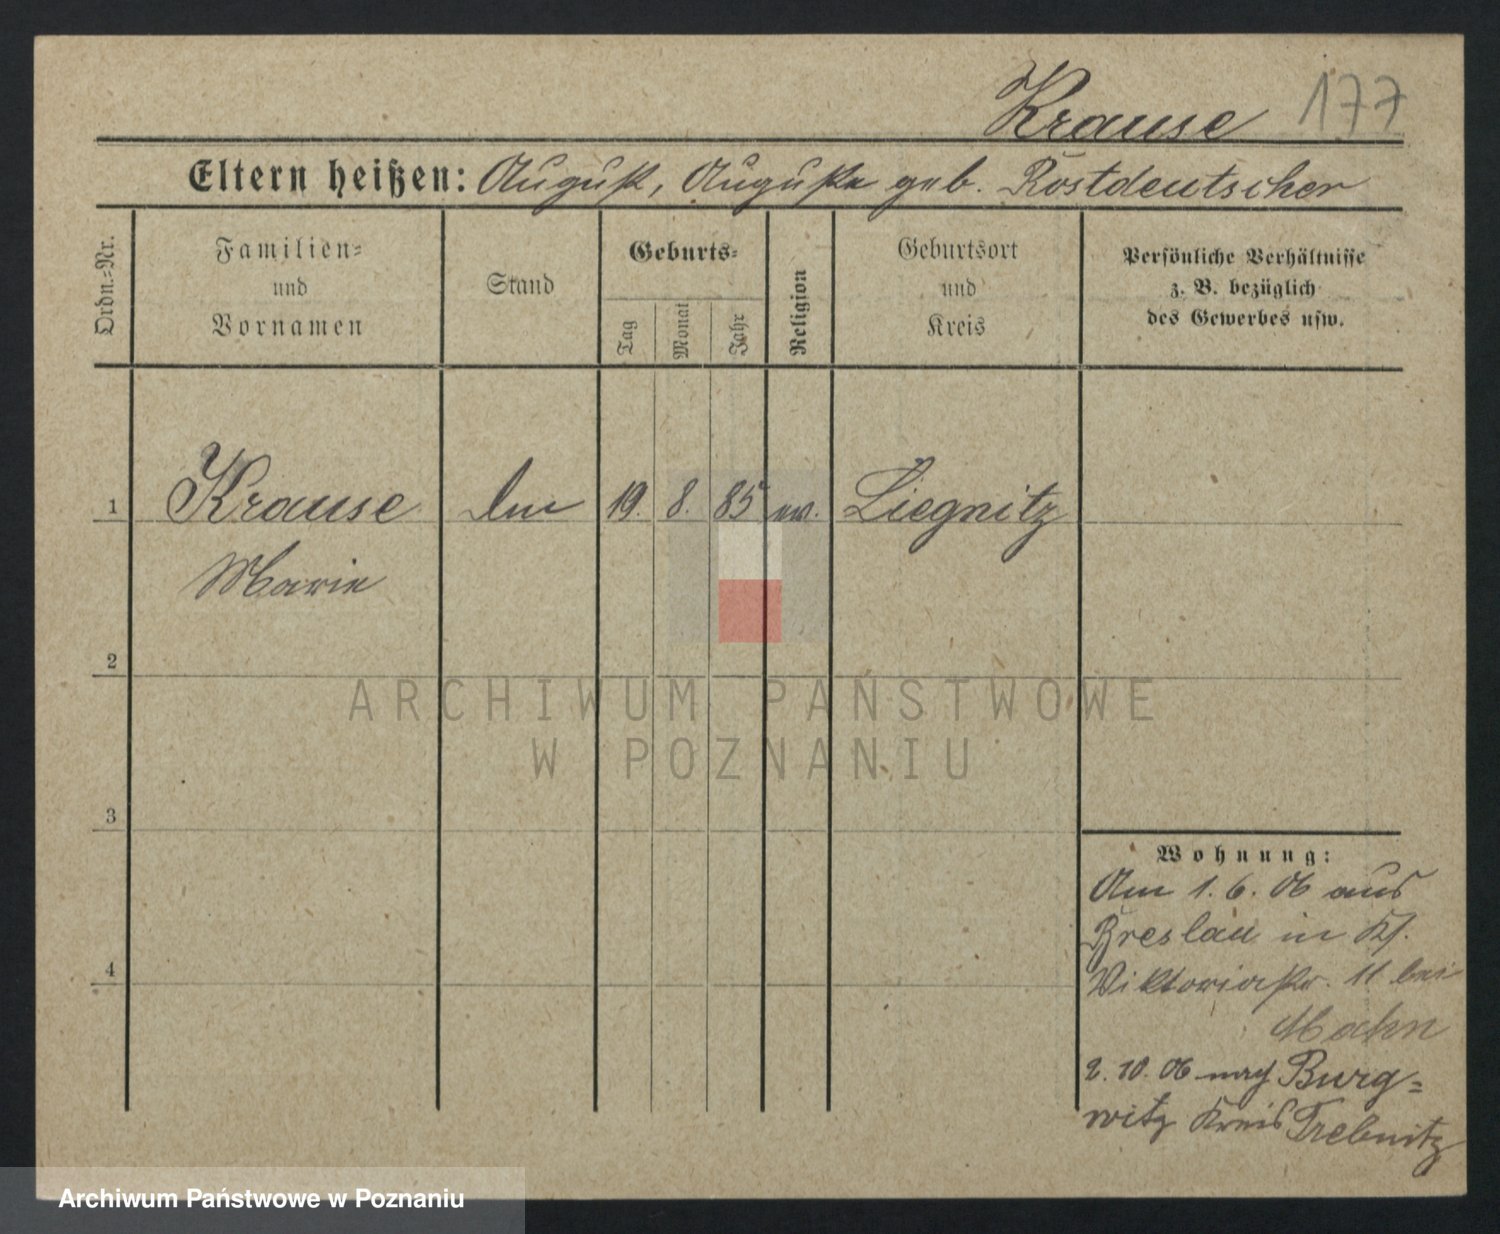 Krause 177
Eltern heißen: August, Auguste geb. Rostdeutscher
Ordn.-Nr.
Familien-
und
Vornamen
Stand
Geburts-
Tag
Monat
Jahr
Religion
Geburtsort
und
Kreis
Persönliche Verhältnisse
z. B. bezüglich
des Gewerbes usw.
1 Krause 19. 8. 85 ev. Liegnitz
Marie
2
3
4
Wohnung:
Am 1. 6. 06 aus
Breslau in
Viktoriastr. 11 bei
Mahn
2. 10. 06 nach Burg-
witz Kreis Trebnitz
ARCHIWUM PAŃSTWOWE
W POZNANIU
Archiwum Państwowe w Poznaniu